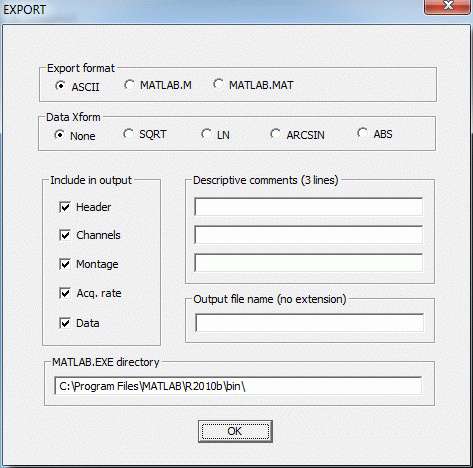 EXPORT
Export format
ASCII MATLAB.M MATLAB.MAT
Data Xform
None SQRT LN ARCSIN ABS
Include in output
Header
Channels
Montage
Acq. rate
Data
Descriptive comments (3 lines)
Output file name (no extension)
MATLAB.EXE directory
C:\Program Files\MATLAB\R2010b\bin\
OK